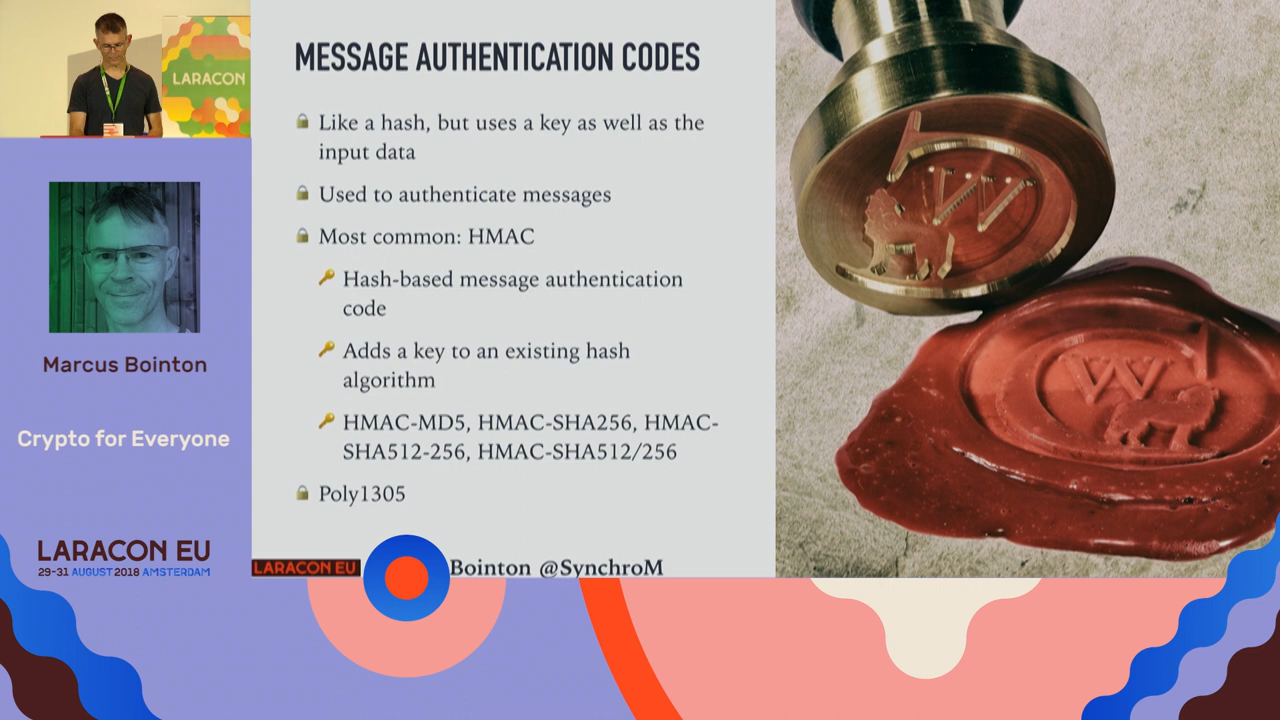 LARACON
MESSAGE AUTHENTICATION CODES
Like a hash, but uses a key as well as the
input data
Used to authenticate messages
Most common: HMAC
Hash-based message authentication
code
Adds a key to an existing hash
algorithm
HMAC-MD5, HMAC-SHA256, HMAC-
SHA512-256, HMAC-SHA512/256
Poly1305
LARACON EU
Bointon @SynchroM
W
W
Marcus Bointon
Crypto for Everyone
LARACON EU
29-31 AUGUST 2018 AMSTERDAM